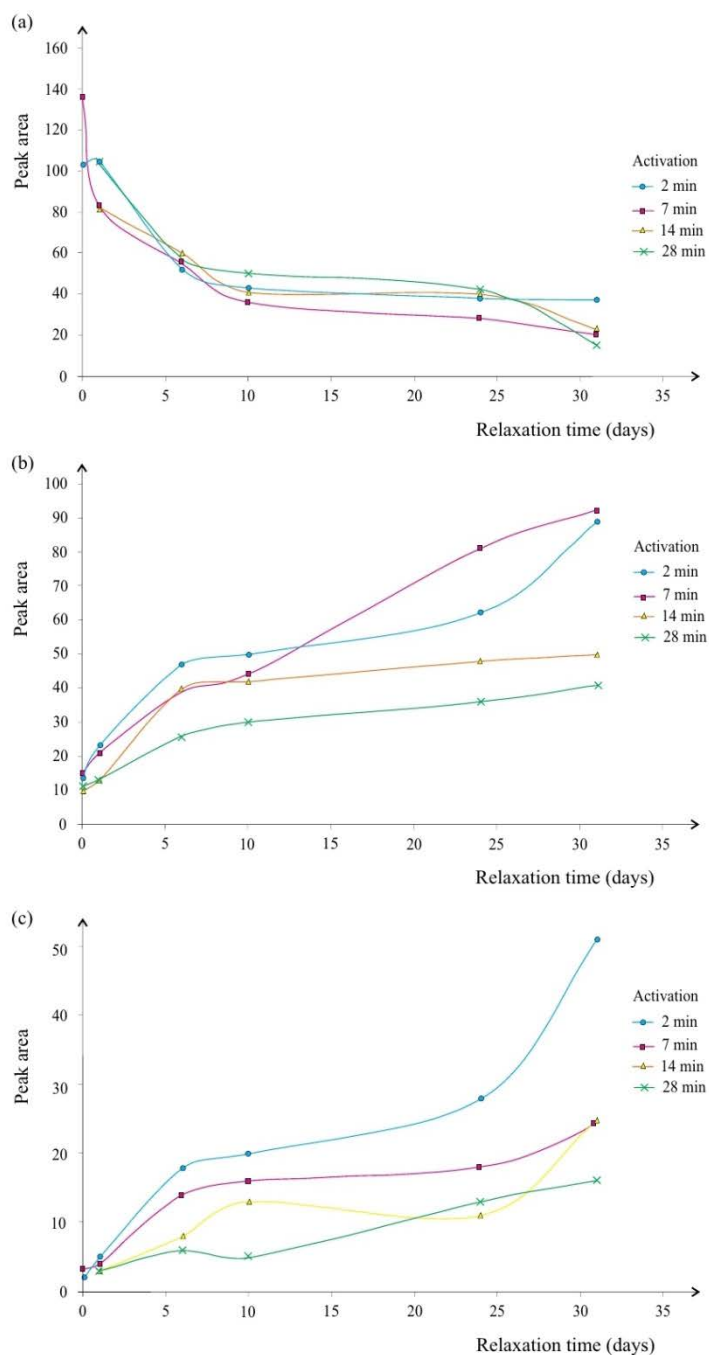 (a)
160
140
120
100
80
60
40
20
0
Peak area
0 5 10 15 20 25 30 35
Relaxation time (days)
Activation
2 min
7 min
14 min
28 min
(b)
100
90
80
70
60
50
40
30
20
10
0
Peak area
0 5 10 15 20 25 30 35
Relaxation time (days)
Activation
2 min
7 min
14 min
28 min
(c)
50
40
30
20
10
0
Peak area
0 5 10 15 20 25 30 35
Relaxation time (days)
Activation
2 min
7 min
14 min
28 min